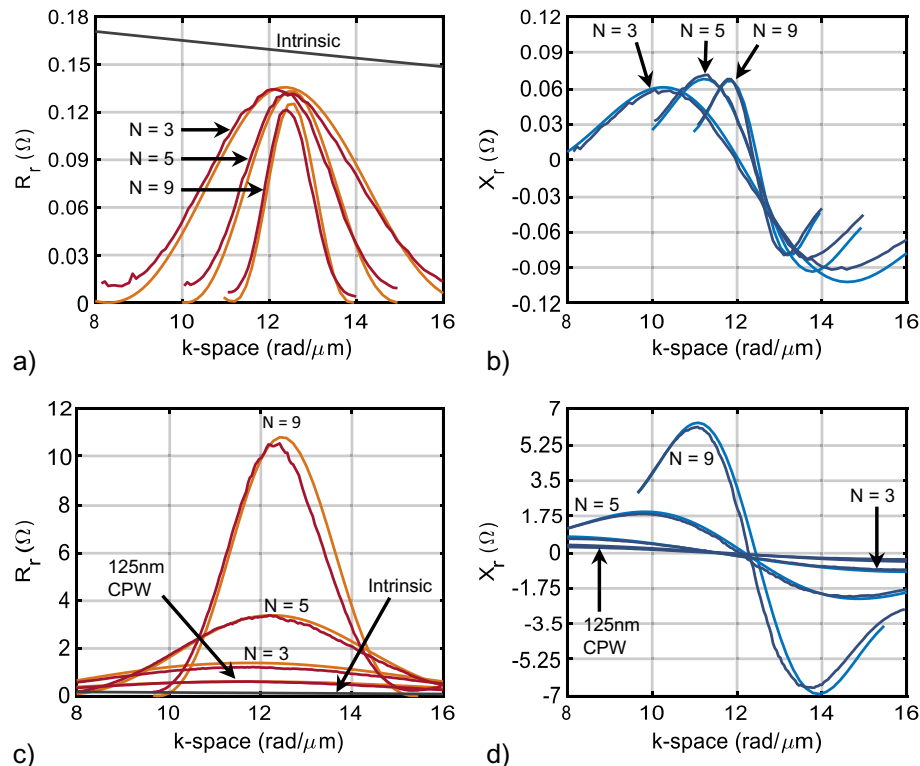 0.18
0.15
0.12
0.09
0.06
0.03
0
R_r (Ω)
Intrinsic
N = 3
N = 5
N = 9
8 10 12 14 16
k-space (rad/μm)
a)
0.12
0.09
0.06
0.03
0
-0.03
-0.06
-0.09
-0.12
X_r (Ω)
N = 3
N = 5
N = 9
8 10 12 14 16
k-space (rad/μm)
b)
12
10
8
6
4
2
0
R_r (Ω)
N = 9
125nm
CPW
Intrinsic
N = 5
N = 3
8 10 12 14 16
k-space (rad/μm)
c)
7
5.25
3.5
1.75
0
-1.75
-3.5
-5.25
-7
X_r (Ω)
N = 9
N = 5
N = 3
125nm
CPW
8 10 12 14 16
k-space (rad/μm)
d)